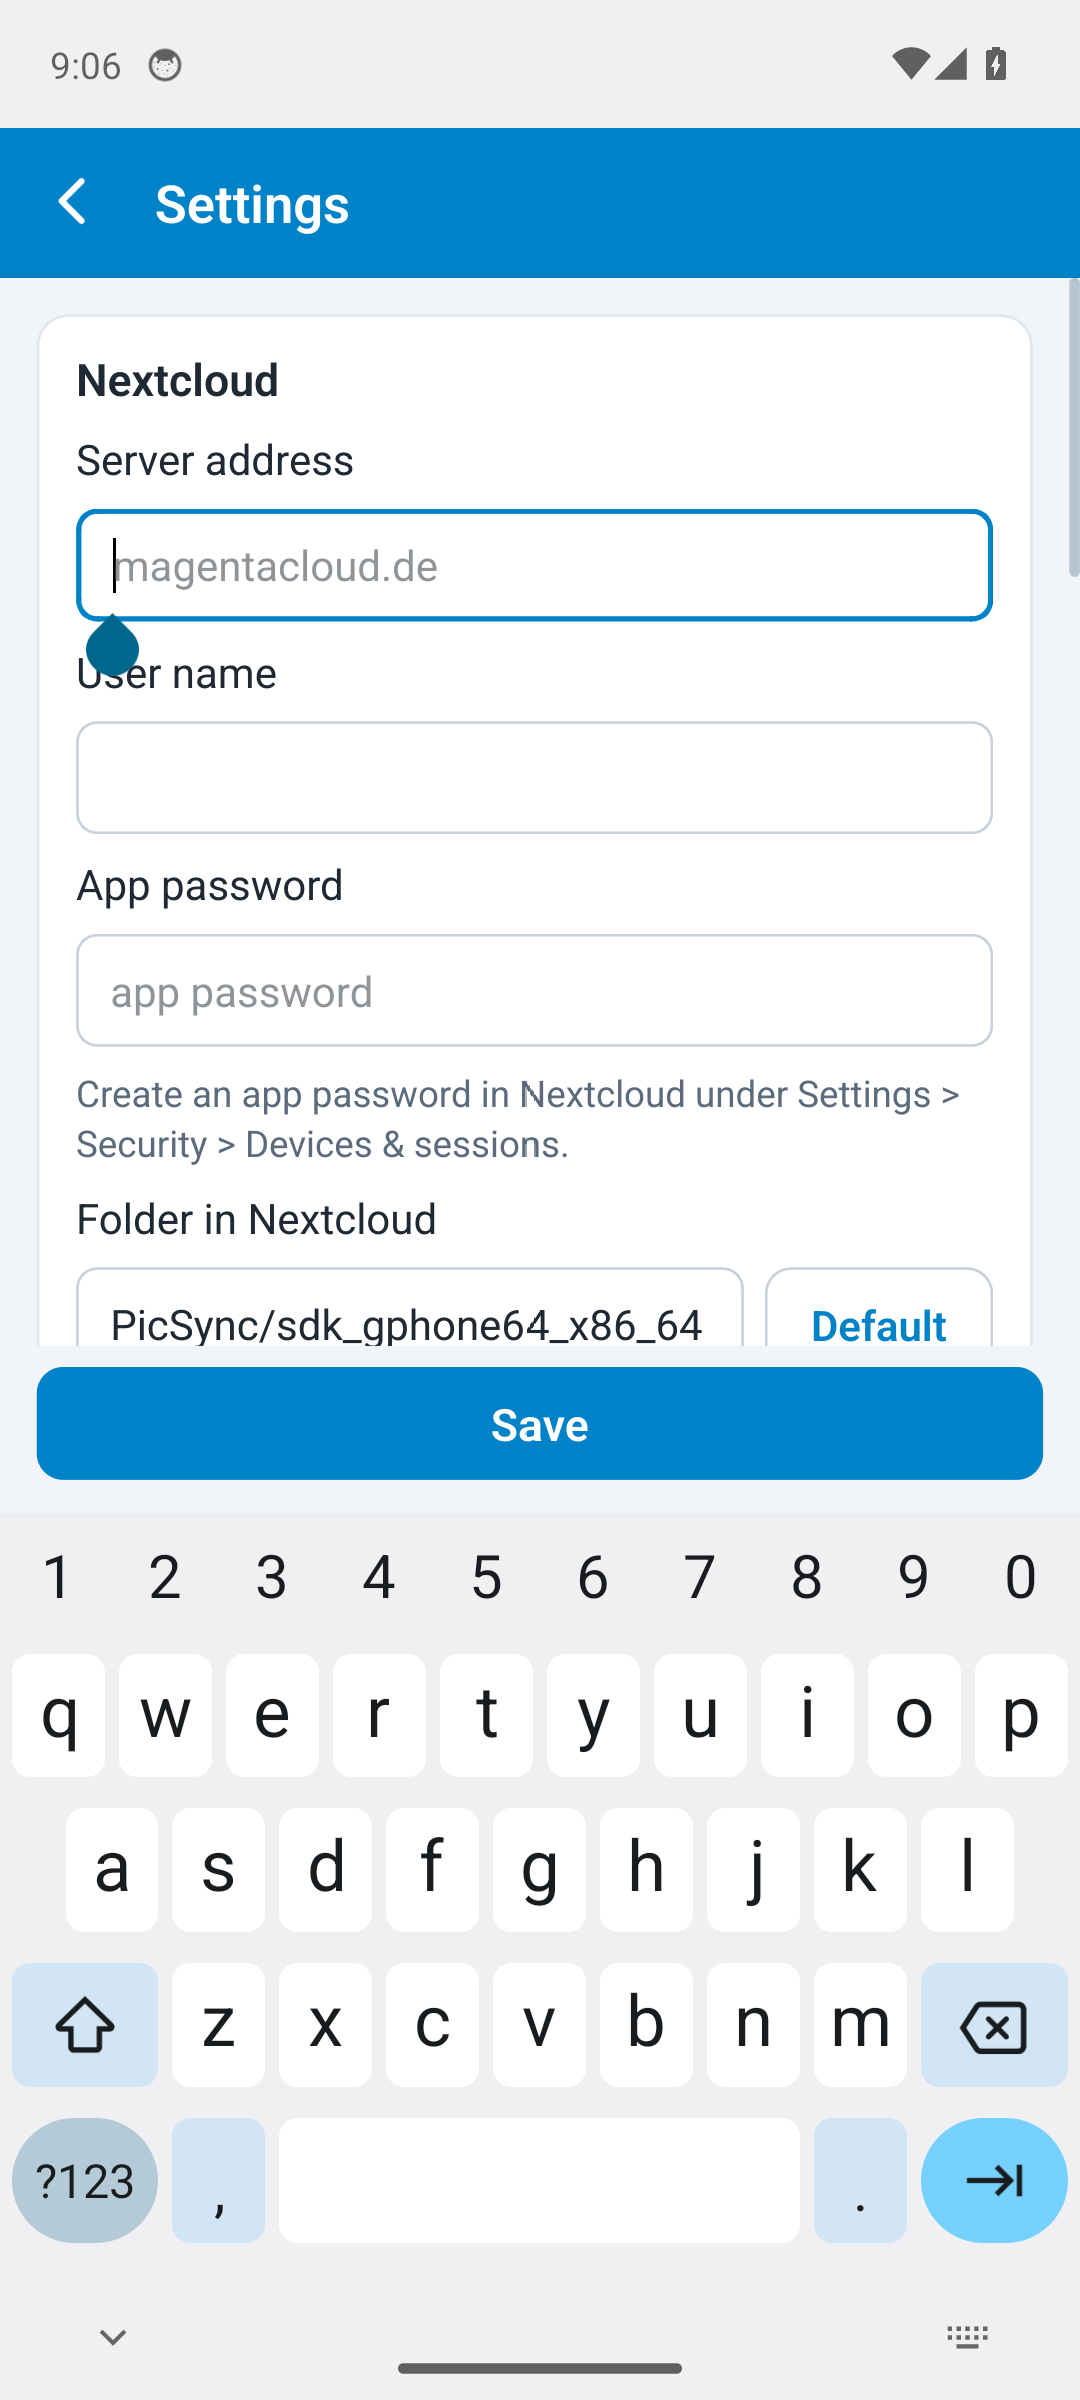 9:06
Settings
Nextcloud
Server address
magentacloud.de
User name
App password
app password
Create an app password in Nextcloud under Settings >
Security > Devices & sessions.
Folder in Nextcloud
PicSync/sdk_gphone64_x86_64 Default
Save
1 2 3 4 5 6 7 8 9 0
q w e r t y u i o p
a s d f g h j k l
z x c v b n m
?123 , .